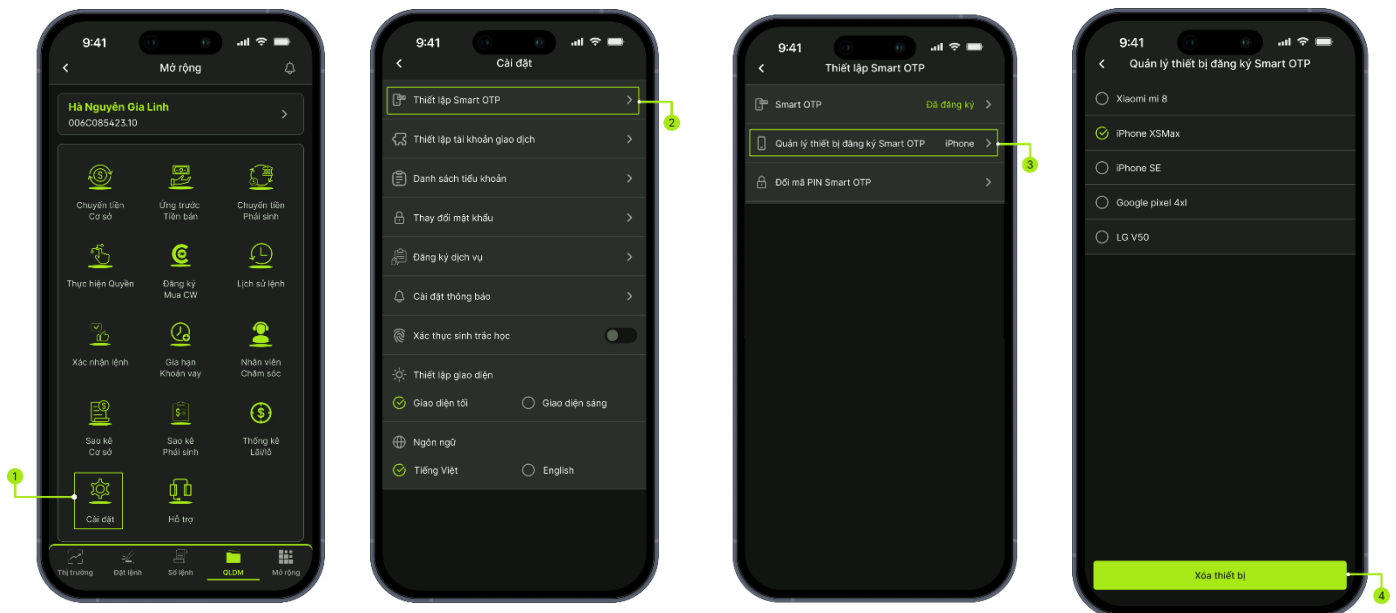 9:41
Mở rộng
Hà Nguyên Gia Linh
006C085423.10
Chuyển tiền
Cơ sở
Ứng trước
Tiền bán
Chuyển tiền
Phái sinh
Thực hiện Quyền
Đăng ký
Mua CW
Lịch sử lệnh
Xác nhận lệnh
Gia hạn
Khoản vay
Nhân viên
Chăm sóc
Sao kê
Cơ sở
Sao kê
Phái sinh
Thống kê
Lãi/lỗ
1
Cài đặt
Hỗ trợ
Thị trường
Đặt lệnh
Sổ lệnh
QLDM
Mở rộng
9:41
Cài đặt
Thiết lập Smart OTP
2
Thiết lập tài khoản giao dịch
Danh sách tiểu khoản
Thay đổi mật khẩu
Đăng ký dịch vụ
Cài đặt thông báo
Xác thực sinh trắc học
Thiết lập giao diện
Giao diện tối
Giao diện sáng
Ngôn ngữ
Tiếng Việt
English
9:41
Thiết lập Smart OTP
Smart OTP
Đã đăng ký
Quản lý thiết bị đăng ký Smart OTP
iPhone
3
Đổi mã PIN Smart OTP
9:41
Quản lý thiết bị đăng ký Smart OTP
Xiaomi mi 8
iPhone XSMax
iPhone SE
Google pixel 4xl
LG V50
Xóa thiết bị
4